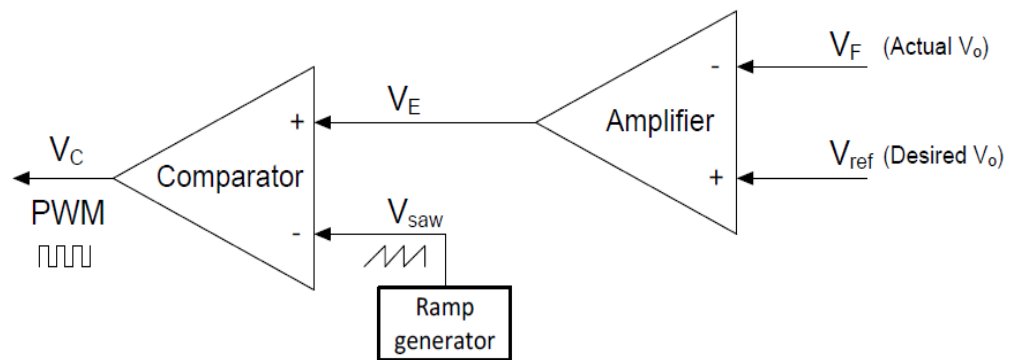 V_F (Actual V_o)
-
Amplifier
V_ref (Desired V_o)
+
V_E
+
Comparator
V_C
PWM
-
V_saw
Ramp
generator